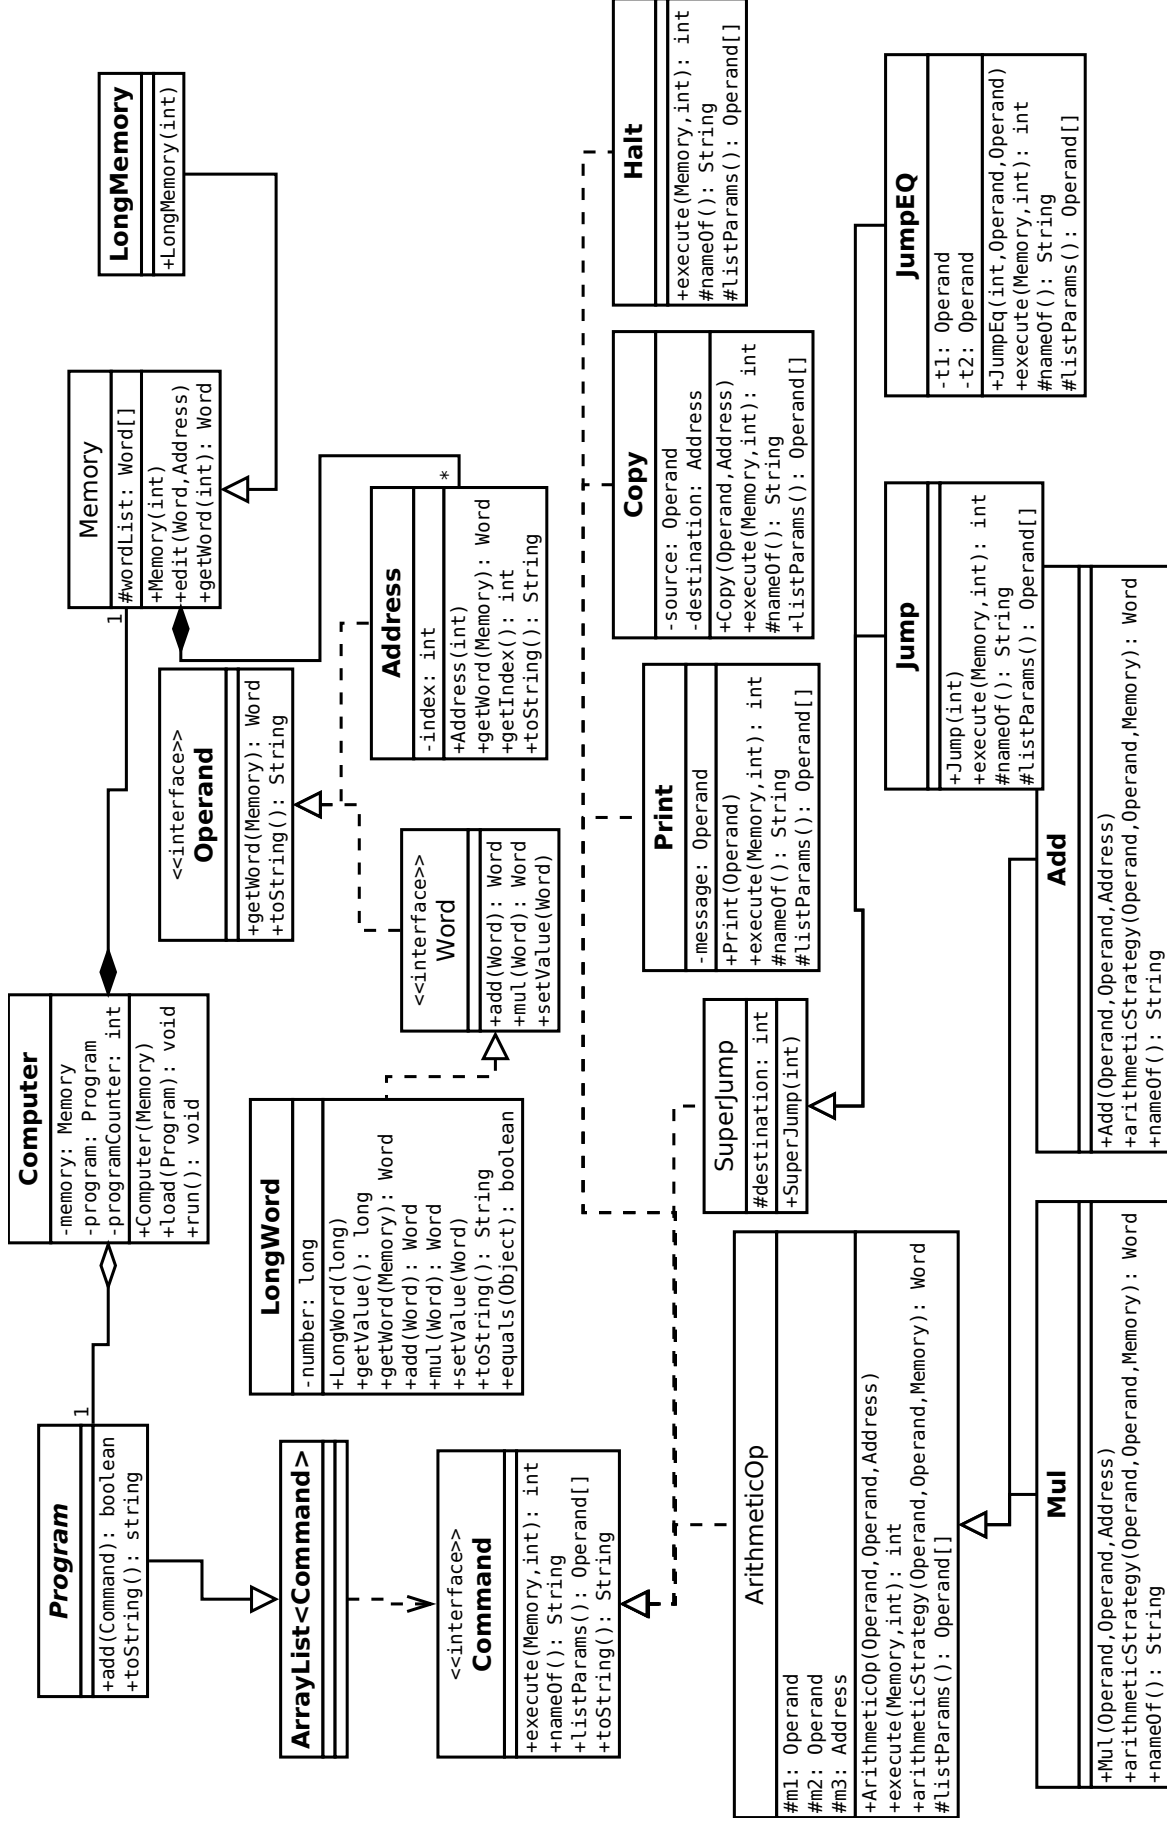 Program
+add(Command): boolean
+toString(): string
1
Computer
-memory: Memory
-program: Program
-programCounter: int
+Computer(Memory)
+load(Program): void
+run(): void
1
Memory
#wordList: Word[]
+Memory(int)
+edit(Word,Address)
+getWord(int): Word
LongMemory
+LongMemory(int)
ArrayList<Command>
LongWord
-number: long
+LongWord(long)
+getValue(): long
+getWord(Memory): Word
+add(Word): Word
+mul(Word): Word
+setValue(Word)
+toString(): String
+equals(Object): boolean
<<interface>>
Operand
+getWord(Memory): Word
+toString(): String
<<interface>>
Word
+add(Word): Word
+mul(Word): Word
+setValue(Word)
*
Address
-index: int
+Address(int)
+getWord(Memory): Word
+getIndex(): int
+toString(): String
<<interface>>
Command
+execute(Memory,int): int
+nameOf(): String
+listParams(): Operand[]
+toString(): String
SuperJump
#destination: int
+SuperJump(int)
Print
-message: Operand
+Print(Operand)
+execute(Memory,int): int
#nameOf(): String
#listParams(): Operand[]
Copy
-source: Operand
-destination: Address
+Copy(Operand,Address)
+execute(Memory,int): int
#nameOf(): String
+listParams(): Operand[]
Halt
+execute(Memory,int): int
#nameOf(): String
#listParams(): Operand[]
ArithmeticOp
#m1: Operand
#m2: Operand
#m3: Address
+ArithmeticOp(Operand,Operand,Address)
+execute(Memory,int): int
+arithmeticStrategy(Operand,Operand,Memory): Word
#listParams(): Operand[]
Jump
+Jump(int)
+execute(Memory,int): int
#nameOf(): String
#listParams(): Operand[]
JumpEQ
-t1: Operand
-t2: Operand
+JumpEq(int,Operand,Operand)
+execute(Memory,int): int
#nameOf(): String
#listParams(): Operand[]
Mul
+Mul(Operand,Operand,Address)
+arithmeticStrategy(Operand,Operand,Memory): Word
+nameOf(): String
Add
+Add(Operand,Operand,Address)
+arithmeticStrategy(Operand,Operand,Memory): Word
+nameOf(): String